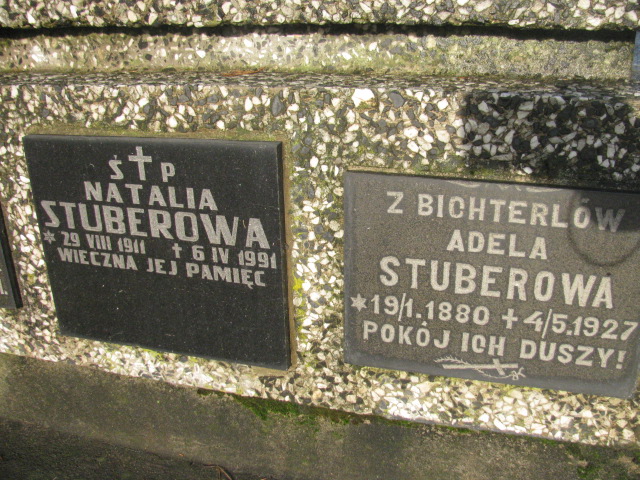 Ś † P
NATALIA
STUBEROWA
* 29 VIII 1911 † 6 IV 1991
WIECZNA JEJ PAMIĘĆ
Z BICHTERLÓW
ADELA
STUBEROWA
* 19/1.1880 † 4/5.1927
POKÓJ ICH DUSZY!